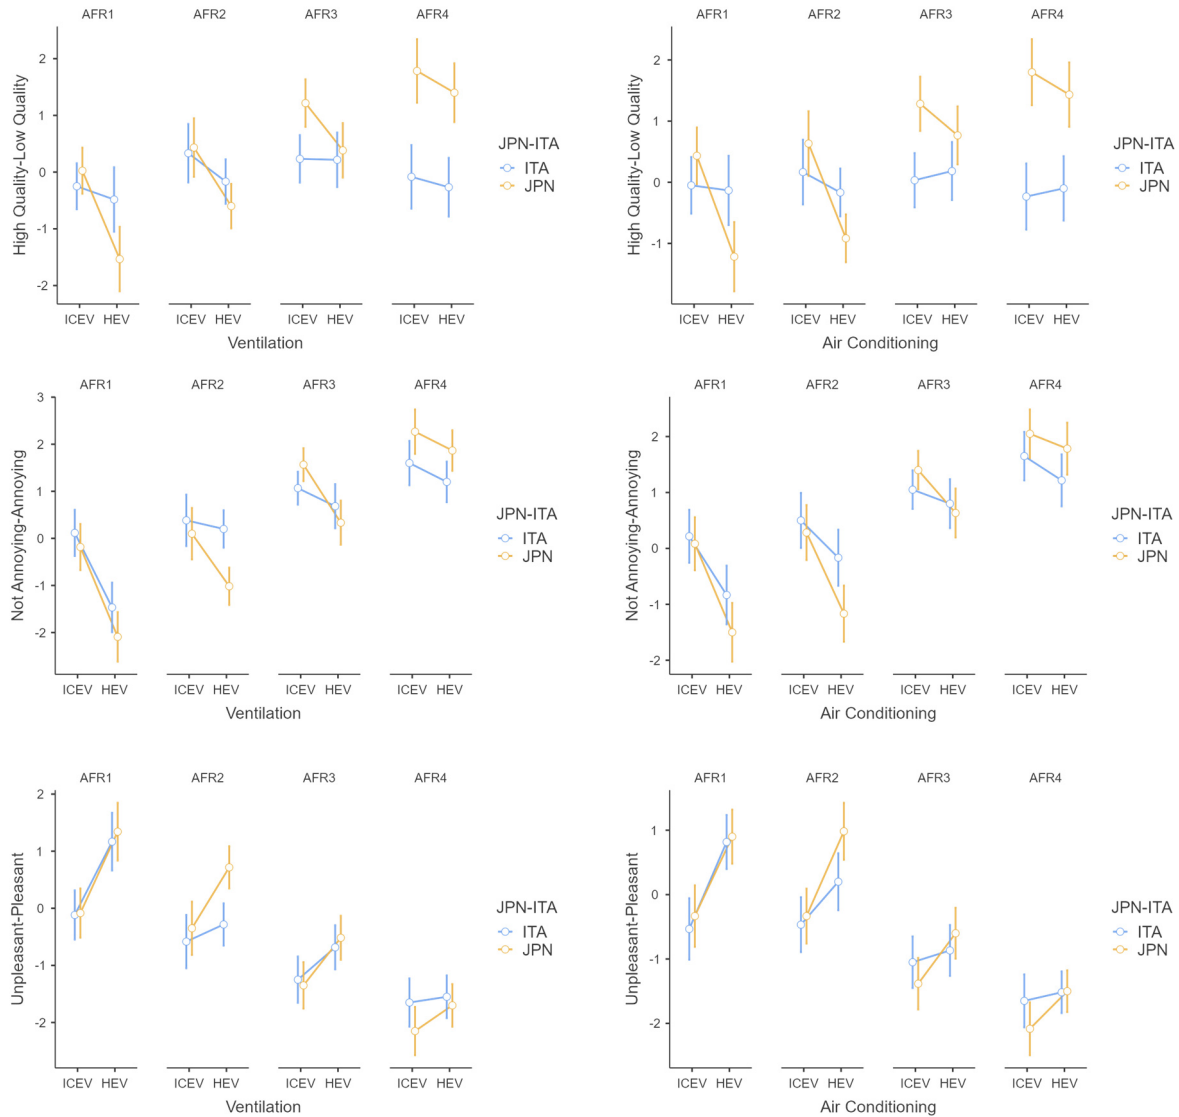 AFR1 AFR2 AFR3 AFR4
High Quality-Low Quality
2
1
0
-1
-2
ICEV HEV ICEV HEV ICEV HEV ICEV HEV
Ventilation
JPN-ITA
ITA
JPN
AFR1 AFR2 AFR3 AFR4
High Quality-Low Quality
2
1
0
-1
ICEV HEV ICEV HEV ICEV HEV ICEV HEV
Air Conditioning
JPN-ITA
ITA
JPN
AFR1 AFR2 AFR3 AFR4
Not Annoying-Annoying
3
2
1
0
-1
-2
ICEV HEV ICEV HEV ICEV HEV ICEV HEV
Ventilation
JPN-ITA
ITA
JPN
AFR1 AFR2 AFR3 AFR4
Not Annoying-Annoying
2
1
0
-1
-2
ICEV HEV ICEV HEV ICEV HEV ICEV HEV
Air Conditioning
JPN-ITA
ITA
JPN
AFR1 AFR2 AFR3 AFR4
Unpleasant-Pleasant
2
1
0
-1
-2
ICEV HEV ICEV HEV ICEV HEV ICEV HEV
Ventilation
JPN-ITA
ITA
JPN
AFR1 AFR2 AFR3 AFR4
Unpleasant-Pleasant
1
0
-1
-2
ICEV HEV ICEV HEV ICEV HEV ICEV HEV
Air Conditioning
JPN-ITA
ITA
JPN